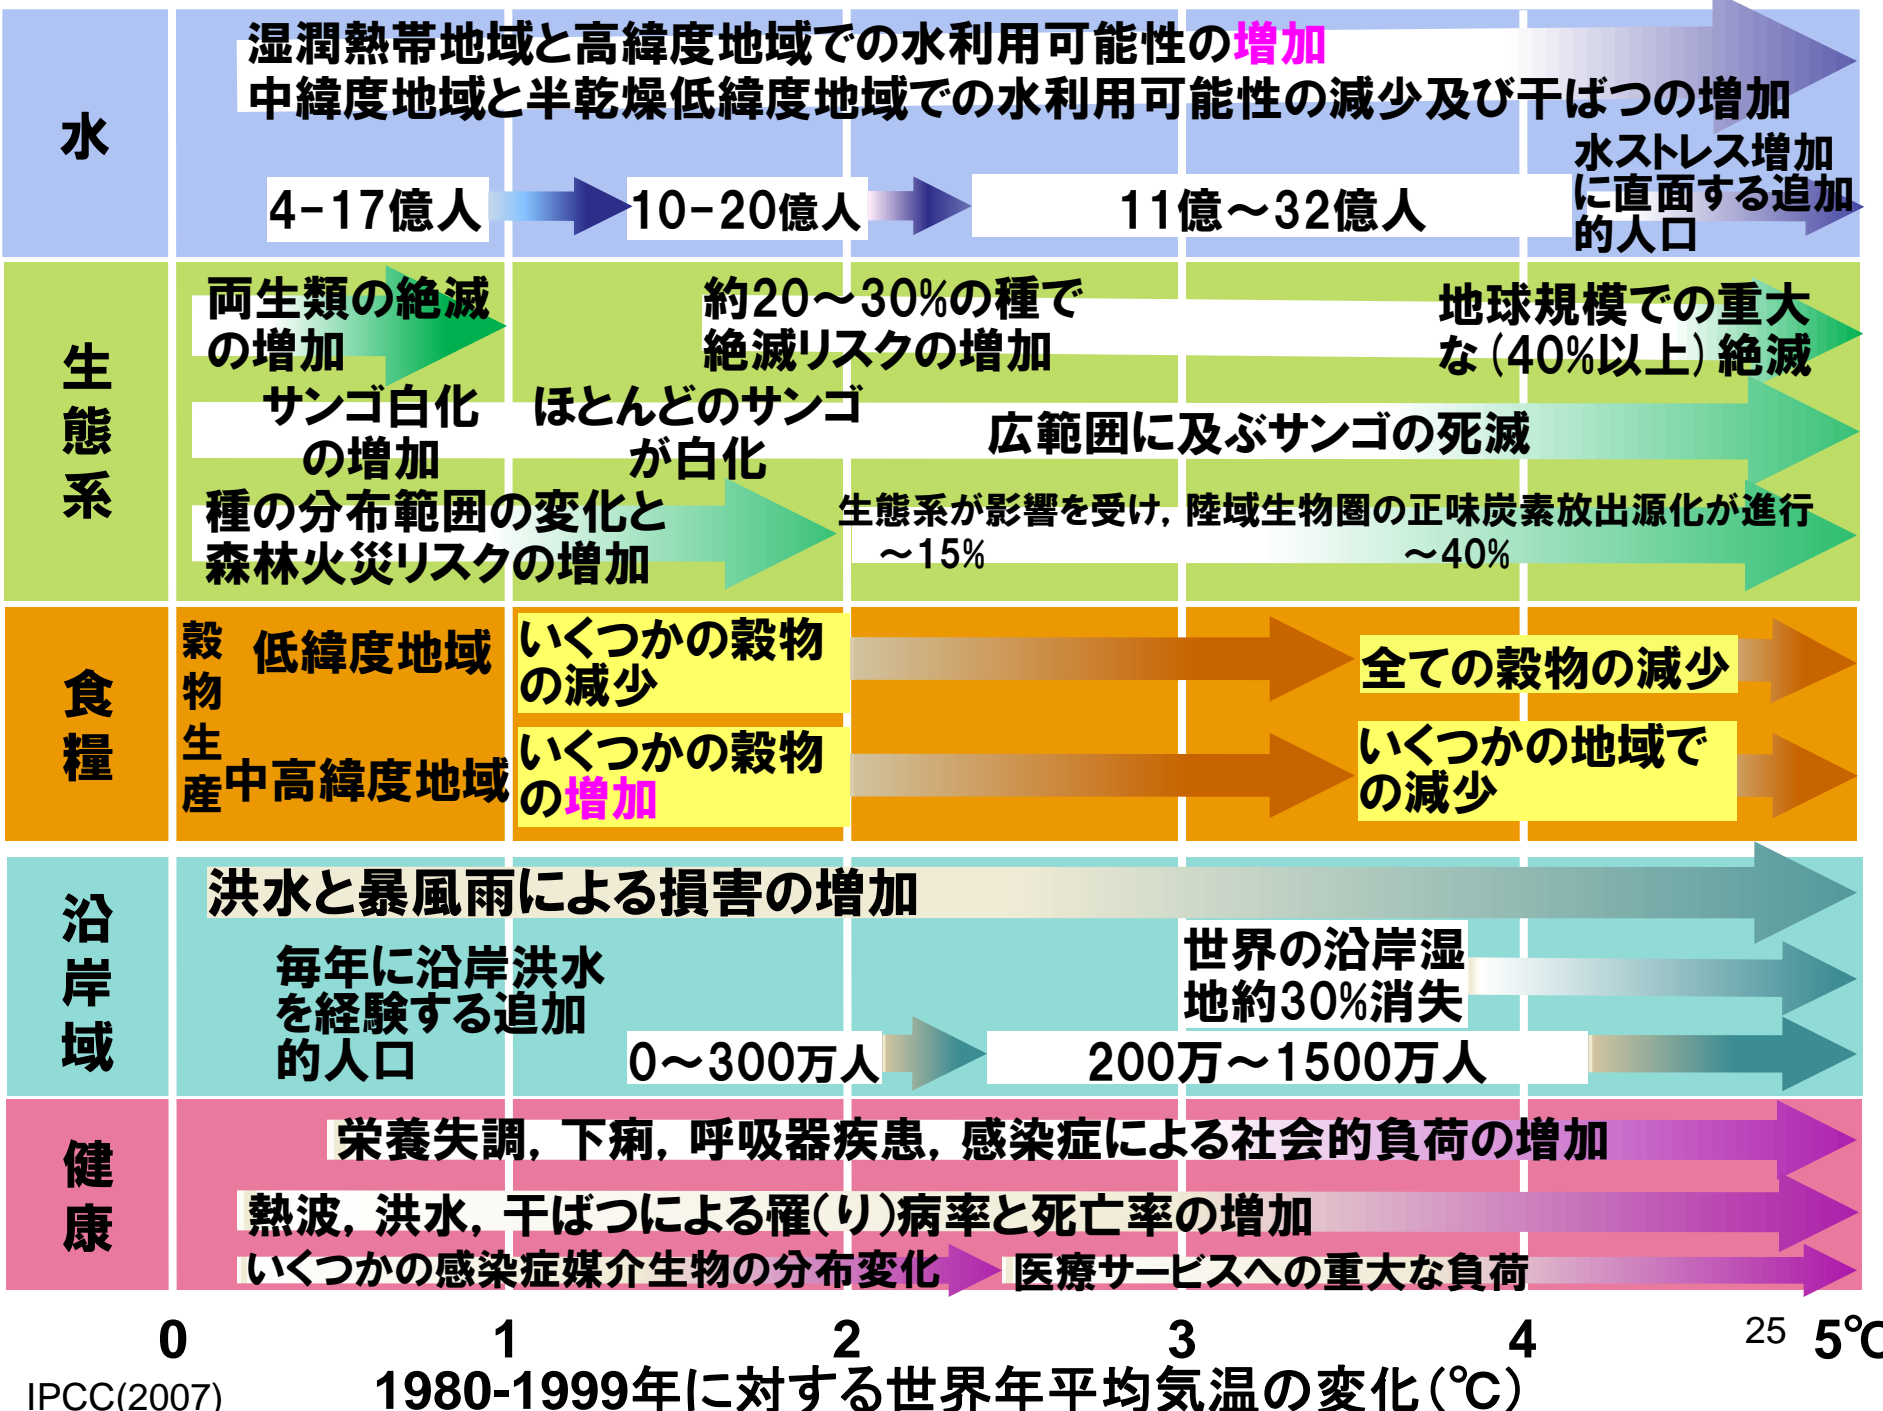 湿潤熱帯地域と高緯度地域での水利用可能性の増加
中緯度地域と半乾燥低緯度地域での水利用可能性の減少及び干ばつの増加
水
水ストレス増加
に直面する追加
的人口
4-17億人
10-20億人
11億～32億人
生態系
両生類の絶滅
の増加
約20～30%の種で
絶滅リスクの増加
地球規模での重大
な(40%以上)絶滅
サンゴ白化
の増加
ほとんどのサンゴ
が白化
広範囲に及ぶサンゴの死滅
種の分布範囲の変化と
森林火災リスクの増加
生態系が影響を受け, 陸域生物圏の正味炭素放出源化が進行
～15%
～40%
食糧
穀物生産
低緯度地域
いくつかの穀物
の減少
全ての穀物の減少
中高緯度地域
いくつかの穀物
の増加
いくつかの地域で
の減少
沿岸域
洪水と暴風雨による損害の増加
毎年に沿岸洪水
を経験する追加
的人口
世界の沿岸湿
地約30%消失
0～300万人
200万～1500万人
健康
栄養失調, 下痢, 呼吸器疾患, 感染症による社会的負荷の増加
熱波, 洪水, 干ばつによる罹(り)病率と死亡率の増加
いくつかの感染症媒介生物の分布変化
医療サービスへの重大な負荷
0 1 2 3 4 5℃
25
1980-1999年に対する世界年平均気温の変化(℃)
IPCC(2007)